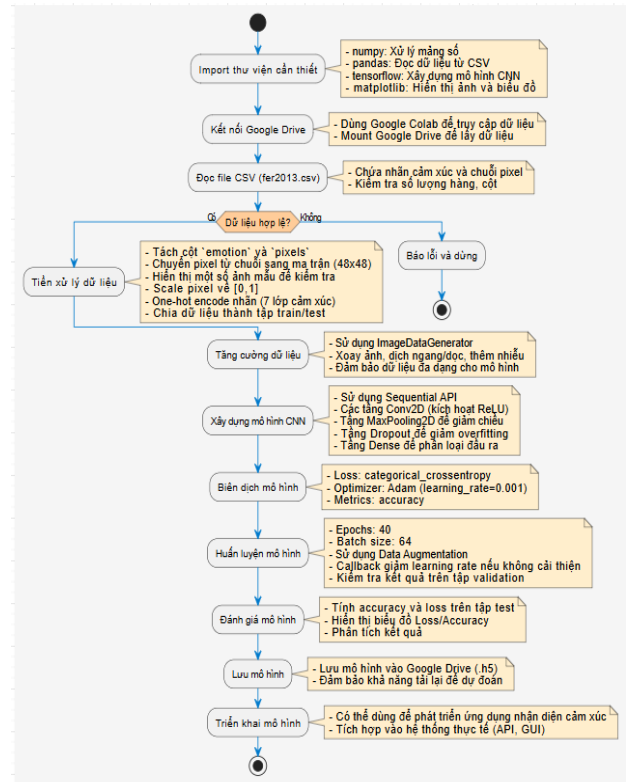 Import thư viện cần thiết
- numpy: Xử lý mảng số
- pandas: Đọc dữ liệu từ CSV
- tensorflow: Xây dựng mô hình CNN
- matplotlib: Hiển thị ảnh và biểu đồ
Kết nối Google Drive
- Dùng Google Colab để truy cập dữ liệu
- Mount Google Drive để lấy dữ liệu
Đọc file CSV (fer2013.csv)
- Chứa nhãn cảm xúc và chuỗi pixel
- Kiểm tra số lượng hàng, cột
Có
Dữ liệu hợp lệ?
Không
Tiền xử lý dữ liệu
- Tách cột `emotion` và `pixels`
- Chuyển pixel từ chuỗi sang ma trận (48x48)
- Hiển thị một số ảnh mẫu để kiểm tra
- Scale pixel về [0,1]
- One-hot encode nhãn (7 lớp cảm xúc)
- Chia dữ liệu thành tập train/test
Báo lỗi và dừng
Tăng cường dữ liệu
- Sử dụng ImageDataGenerator
- Xoay ảnh, dịch ngang/dọc, thêm nhiễu
- Đảm bảo dữ liệu đa dạng cho mô hình
Xây dựng mô hình CNN
- Sử dụng Sequential API
- Các tầng Conv2D (kích hoạt ReLU)
- Tầng MaxPooling2D để giảm chiều
- Tầng Dropout để giảm overfitting
- Tầng Dense để phân loại đầu ra
Biên dịch mô hình
- Loss: categorical_crossentropy
- Optimizer: Adam (learning_rate=0.001)
- Metrics: accuracy
Huấn luyện mô hình
- Epochs: 40
- Batch size: 64
- Sử dụng Data Augmentation
- Callback giảm learning rate nếu không cải thiện
- Kiểm tra kết quả trên tập validation
Đánh giá mô hình
- Tính accuracy và loss trên tập test
- Hiển thị biểu đồ Loss/Accuracy
- Phân tích kết quả
Lưu mô hình
- Lưu mô hình vào Google Drive (.h5)
- Đảm bảo khả năng tải lại để dự đoán
Triển khai mô hình
- Có thể dùng để phát triển ứng dụng nhận diện cảm xúc
- Tích hợp vào hệ thống thực tế (API, GUI)